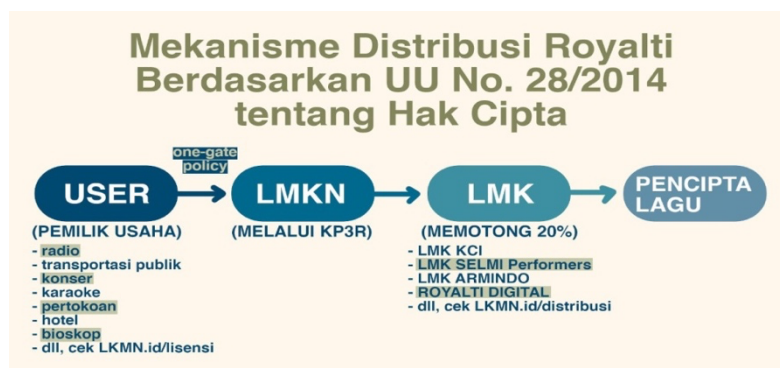 Mekanisme Distribusi Royalti
Berdasarkan UU No. 28/2014
tentang Hak Cipta
one-gate
policy
USER
LMKN
LMK
PENCIPTA
LAGU
(PEMILIK USAHA)
(MELALUI KP3R)
(MEMOTONG 20%)
- radio
- transportasi publik
- konser
- karaoke
- pertokoan
- hotel
- bioskop
- dll, cek LKMN.id/lisensi
- LMK KCI
- LMK SELMI Performers
- LMK ARMINDO
- ROYALTI DIGITAL
- dll, cek LKMN.id/distribusi